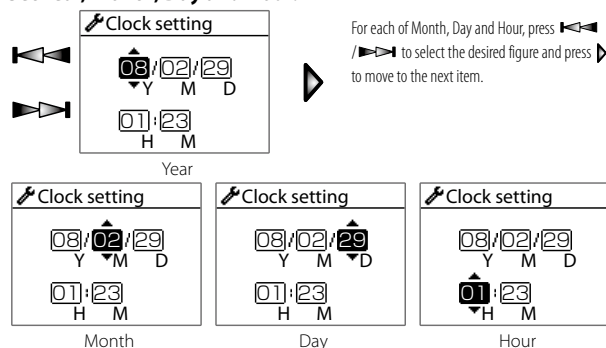 Clock setting
08/02/29
Y M D
01:23
H M
Year
For each of Month, Day and Hour, press
/ to select the desired figure and press
to move to the next item.
Clock setting
08/02/29
Y M D
01:23
H M
Month
Clock setting
08/02/29
Y M D
01:23
H M
Day
Clock setting
08/02/29
Y M D
01:23
H M
Hour